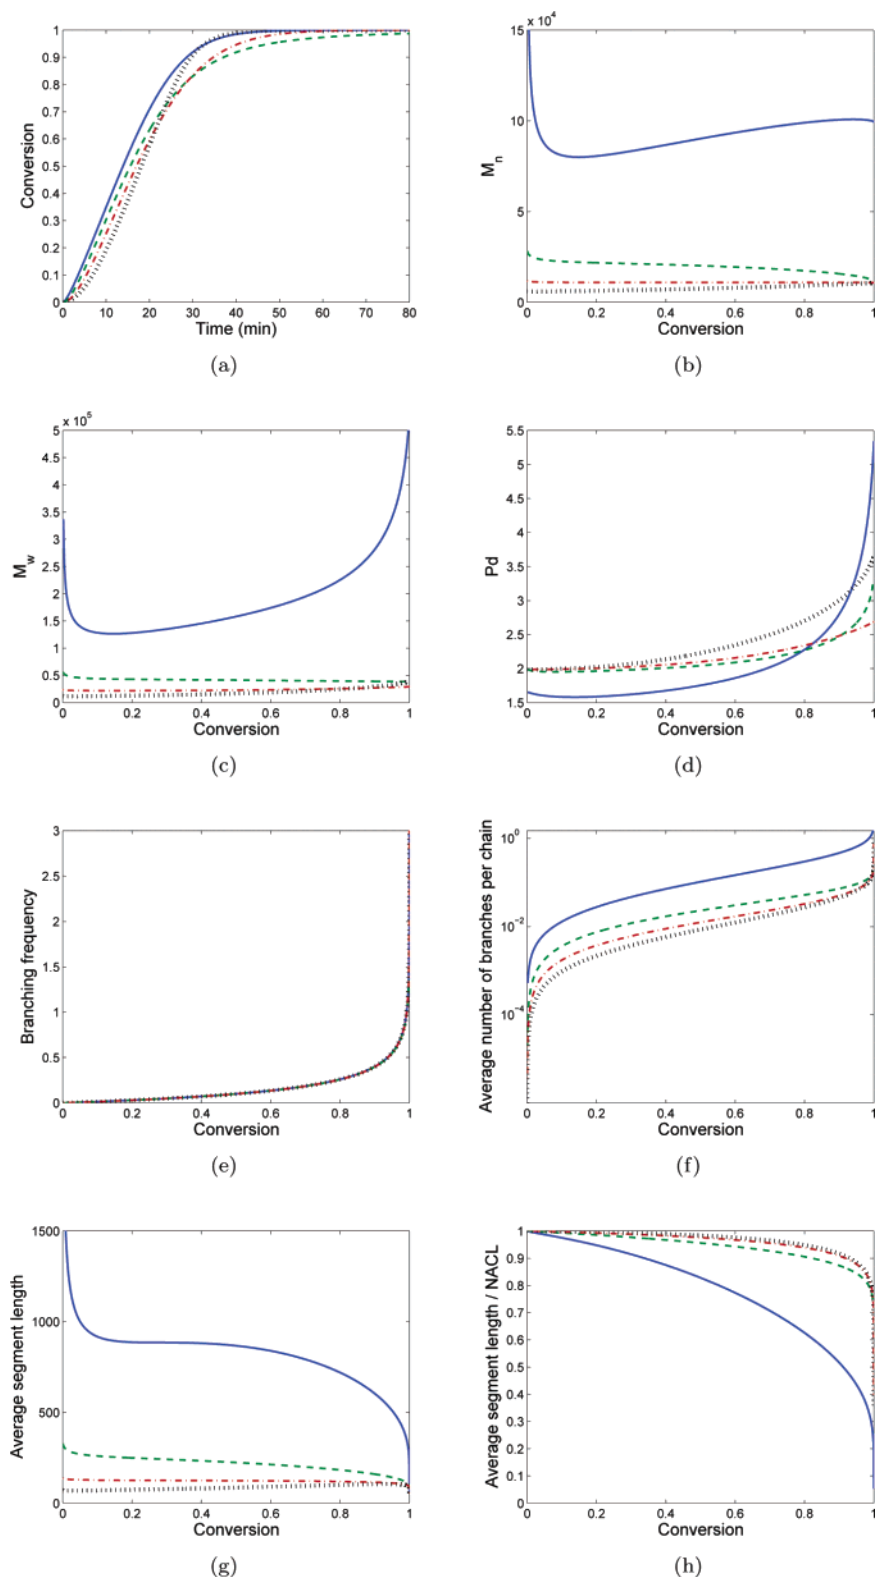 1
0.9
0.8
0.7
0.6
0.5
0.4
0.3
0.2
0.1
0
Conversion
0 10 20 30 40 50 60 70 80
Time (min)
(a)
x 10^4
15
10
5
0
M_n
0 0.2 0.4 0.6 0.8 1
Conversion
(b)
x 10^5
5
4.5
4
3.5
3
2.5
2
1.5
1
0.5
0
M_w
0 0.2 0.4 0.6 0.8 1
Conversion
(c)
5.5
5
4.5
4
3.5
3
2.5
2
1.5
Pd
0 0.2 0.4 0.6 0.8 1
Conversion
(d)
3
2.5
2
1.5
1
0.5
0
Branching frequency
0 0.2 0.4 0.6 0.8 1
Conversion
(e)
10^0
10^-2
10^-4
Average number of branches per chain
0 0.2 0.4 0.6 0.8 1
Conversion
(f)
1500
1000
500
0
Average segment length
0 0.2 0.4 0.6 0.8 1
Conversion
(g)
1
0.9
0.8
0.7
0.6
0.5
0.4
0.3
0.2
0.1
0
Average segment length / NACL
0 0.2 0.4 0.6 0.8 1
Conversion
(h)